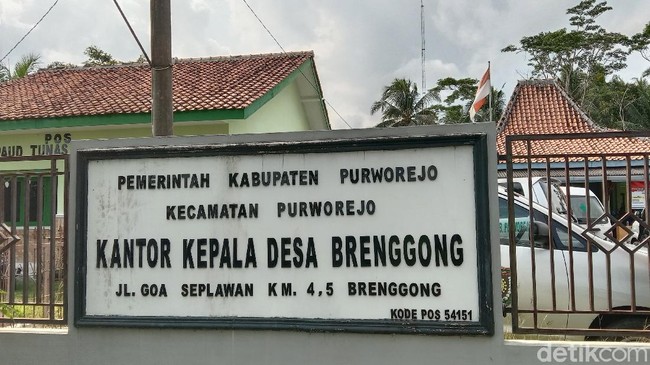 POS
PAUD TUNAS
PEMERINTAH KABUPATEN PURWOREJO
KECAMATAN PURWOREJO
KANTOR KEPALA DESA BRENGGONG
JL. GOA SEPLAWAN KM. 4,5 BRENGGONG
KODE POS 54151
detikcom